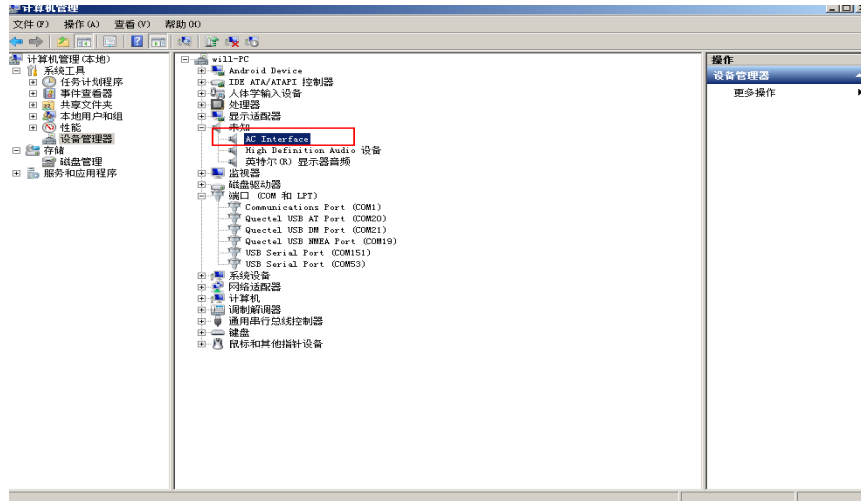 计算机管理
文件(F) 操作(A) 查看(V) 帮助(H)
计算机管理(本地)
系统工具
任务计划程序
事件查看器
共享文件夹
本地用户和组
性能
设备管理器
存储
磁盘管理
服务和应用程序
will-PC
Android Device
IDE ATA/ATAPI 控制器
人体学输入设备
处理器
显示适配器
未知
AC Interface
High Definition Audio 设备
英特尔(R) 显示器音频
监视器
磁盘驱动器
端口 (COM 和 LPT)
Communications Port (COM1)
Quectel USB AT Port (COM20)
Quectel USB DM Port (COM21)
Quectel USB NMEA Port (COM19)
USB Serial Port (COM151)
USB Serial Port (COM53)
系统设备
网络适配器
计算机
调制解调器
通用串行总线控制器
键盘
鼠标和其他指针设备
操作
设备管理器
更多操作